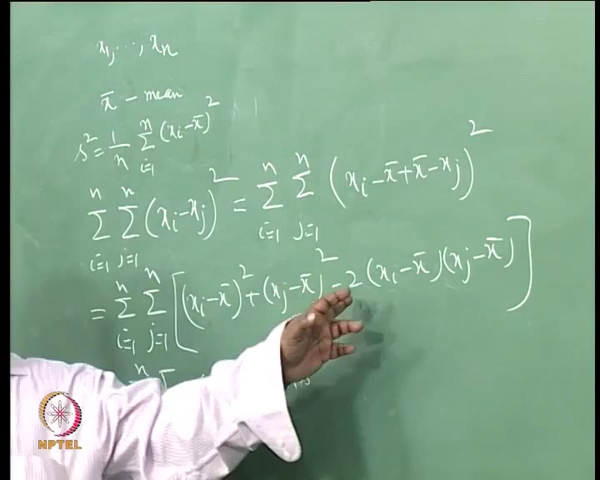 x₁, ..., xₙ
x̄ - mean
s² = 1/n Σ_{i=1}^{n} (xᵢ - x̄)²
Σ_{i=1}^{n} Σ_{j=1}^{n} (xᵢ - xⱼ)² = Σ_{i=1}^{n} Σ_{j=1}^{n} (xᵢ - x̄ + x̄ - xⱼ)²
= Σ_{i=1}^{n} Σ_{j=1}^{n} [(xᵢ - x̄)² + (xⱼ - x̄)² - 2(xᵢ - x̄)(xⱼ - x̄)]
NPTEL